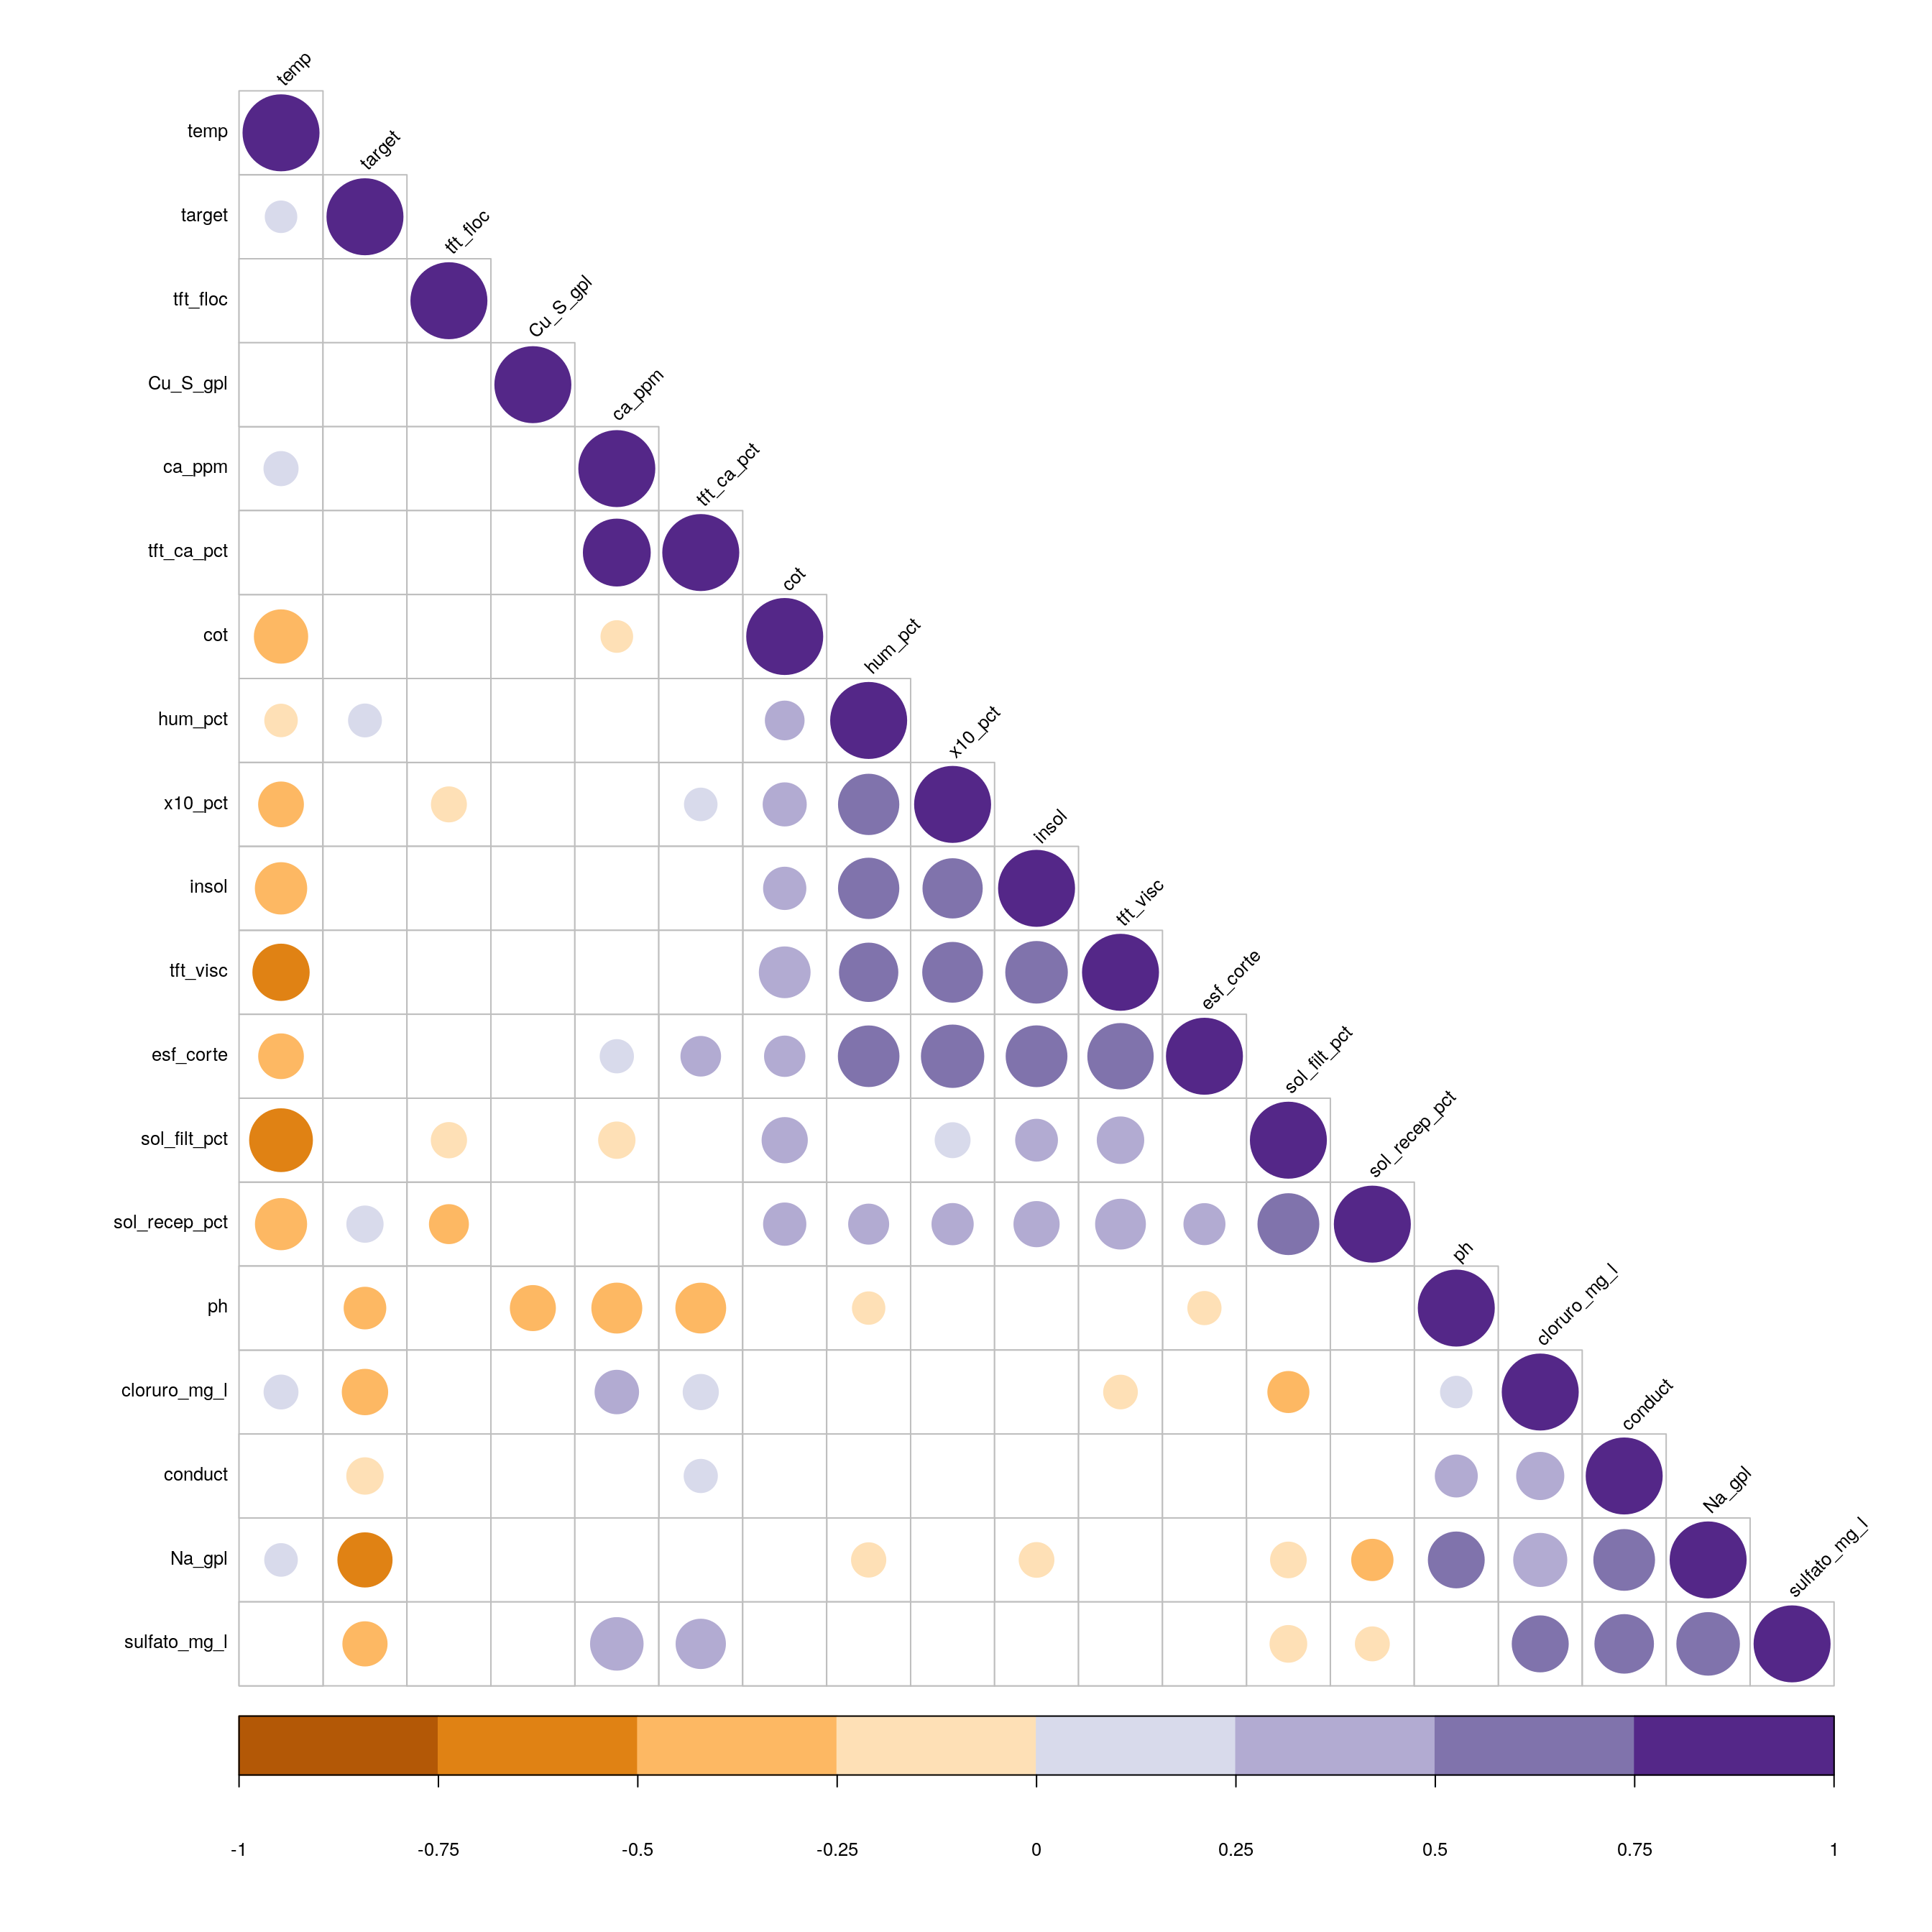 temp
temp
target
target
tft_floc
tft_floc
Cu_S_gpl
Cu_S_gpl
ca_ppm
ca_ppm
tft_ca_pct
tft_ca_pct
cot
cot
hum_pct
hum_pct
x10_pct
x10_pct
insol
insol
tft_visc
tft_visc
esf_corte
esf_corte
sol_filt_pct
sol_filt_pct
sol_recep_pct
sol_recep_pct
ph
ph
cloruro_mg_l
cloruro_mg_l
conduct
conduct
Na_gpl
Na_gpl
sulfato_mg_l
sulfato_mg_l
-1 -0.75 -0.5 -0.25 0 0.25 0.5 0.75 1